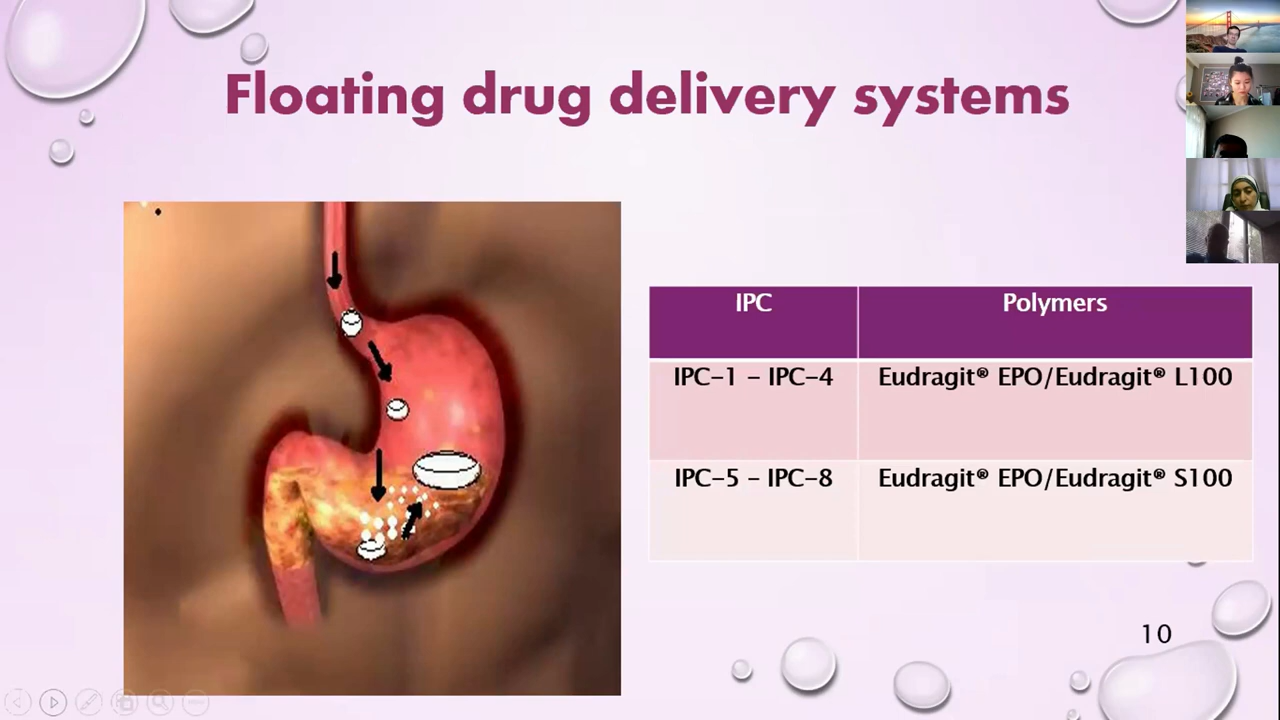 Floating drug delivery systems
IPC
Polymers
IPC-1 - IPC-4
Eudragit® EPO/Eudragit® L100
IPC-5 - IPC-8
Eudragit® EPO/Eudragit® S100
10